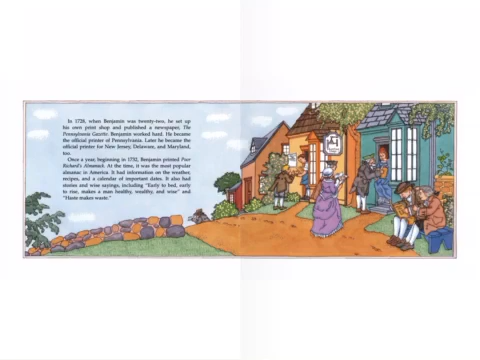 In 1728, when Benjamin was twenty-two, he set up
his own print shop and published a newspaper, The
Pennsylvania Gazette. Benjamin worked hard. He became
the official printer of Pennsylvania. Later he became the
official printer for New Jersey, Delaware, and Maryland,
too.
Once a year, beginning in 1732, Benjamin printed Poor
Richard's Almanack. At the time, it was the most popular
almanac in America. It had information on the weather,
recipes, and a calendar of important dates. It also had
stories and wise sayings, including "Early to bed, early
to rise, makes a man healthy, wealthy, and wise" and
"Haste makes waste."